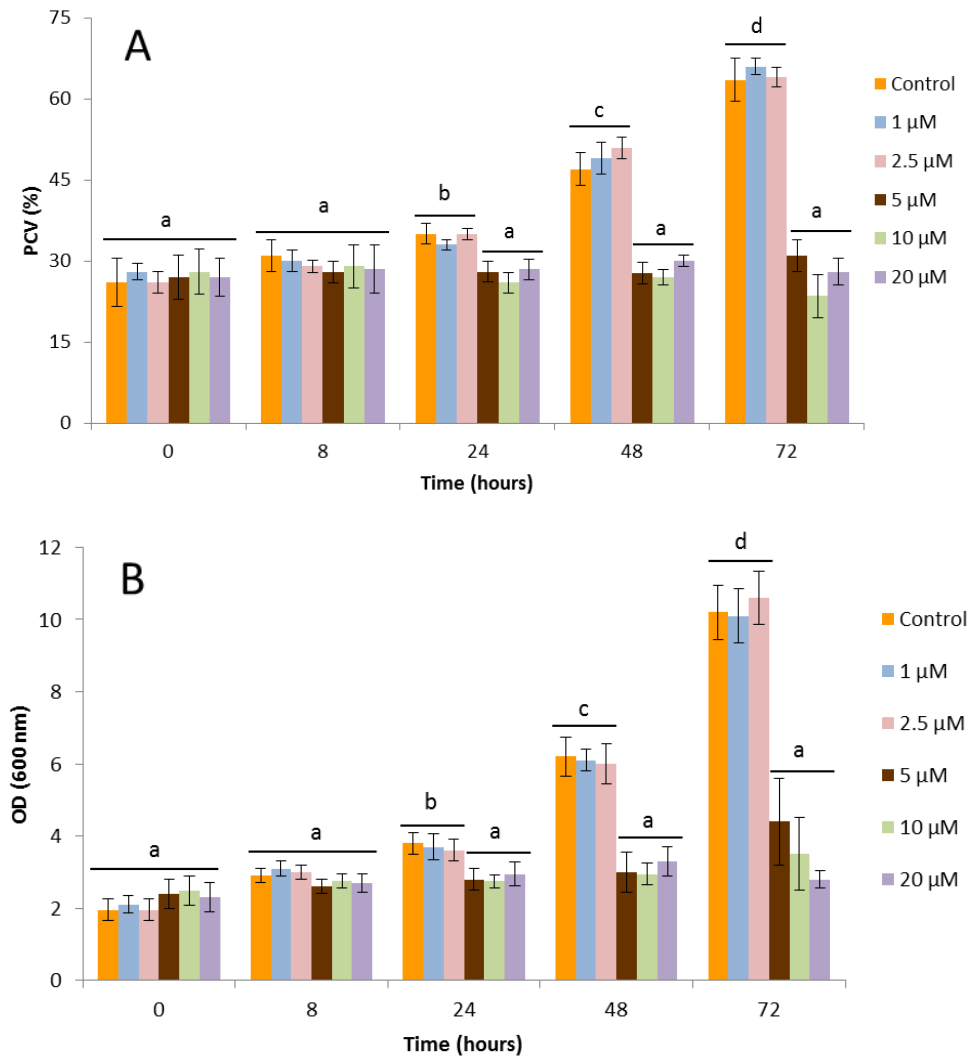 A
75
60
45
30
15
0
PCV (%)
a
a
b
a
c
a
d
a
0 8 24 48 72
Time (hours)
Control
1 µM
2.5 µM
5 µM
10 µM
20 µM
B
12
10
8
6
4
2
0
OD (600 nm)
a
a
b
a
c
a
d
a
0 8 24 48 72
Time (hours)
Control
1 µM
2.5 µM
5 µM
10 µM
20 µM